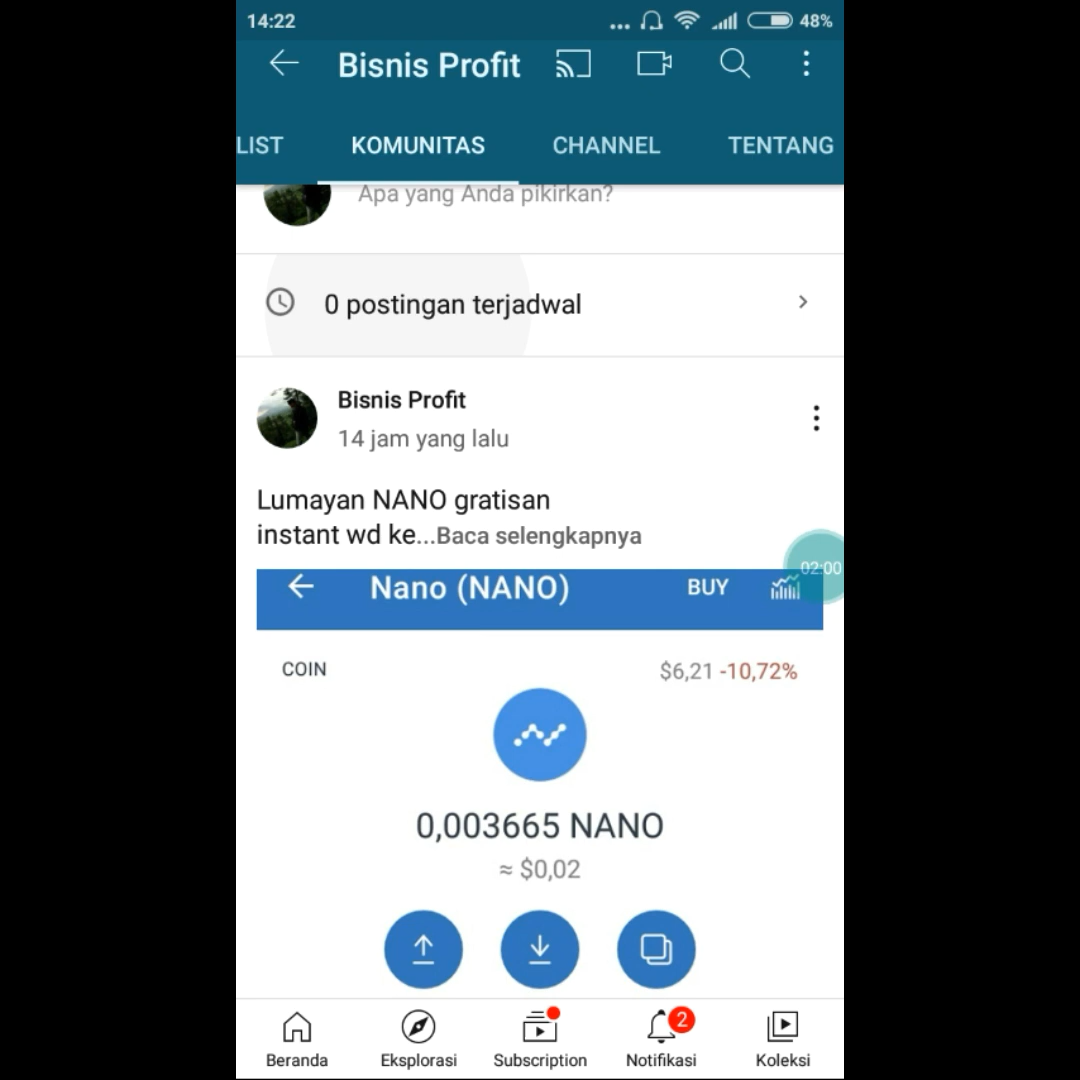 14:22
... 48%
Bisnis Profit
LIST KOMUNITAS CHANNEL TENTANG
Apa yang Anda pikirkan?
0 postingan terjadwal
Bisnis Profit
14 jam yang lalu
Lumayan NANO gratisan
instant wd ke...Baca selengkapnya
02:00
Nano (NANO) BUY
COIN $6,21 -10,72%
0,003665 NANO
≈ $0,02
2
Beranda Eksplorasi Subscription Notifikasi Koleksi